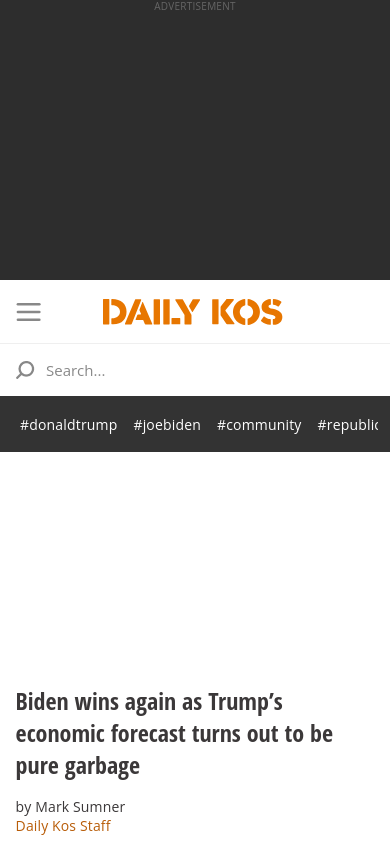 ADVERTISEMENT
DAILY KOS
Search...
#donaldtrump #joebiden #community #republic
Biden wins again as Trump’s
economic forecast turns out to be
pure garbage
by Mark Sumner
Daily Kos Staff